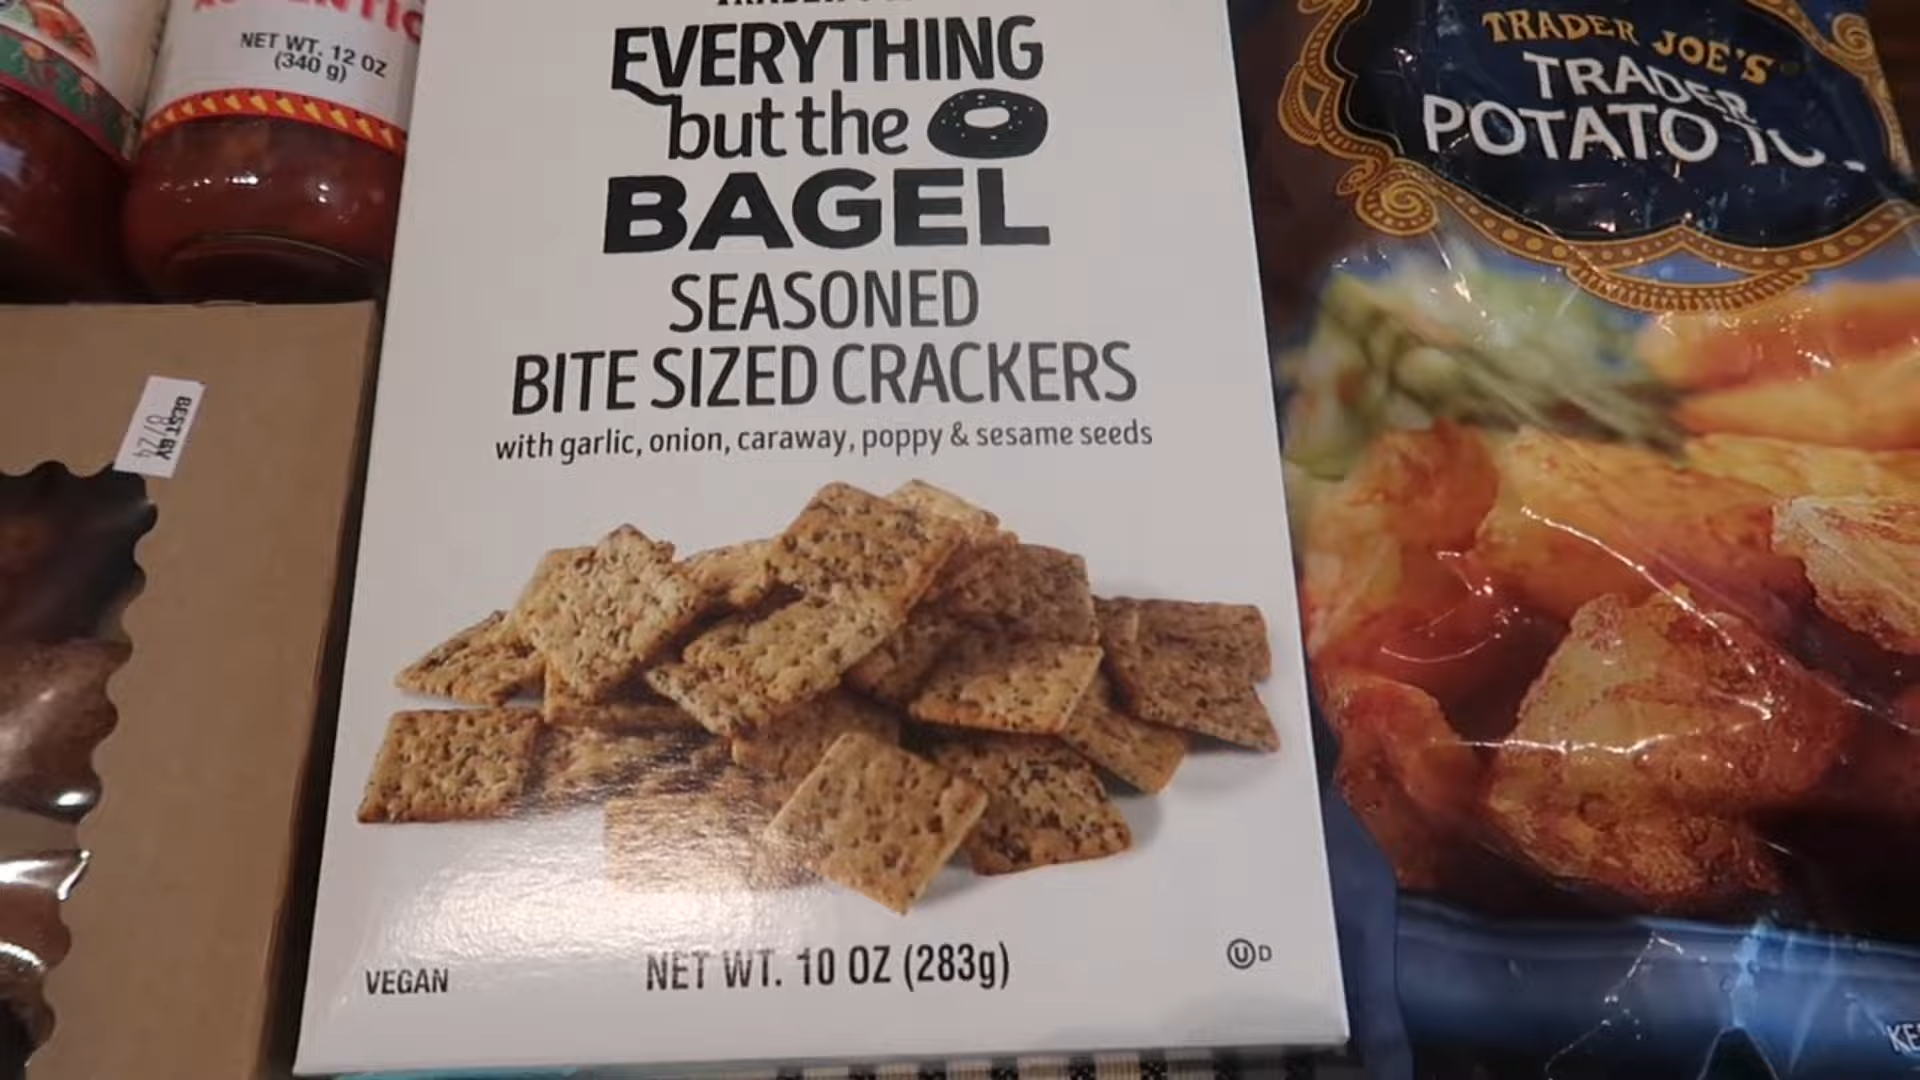 NET WT. 12 OZ
(340 g)
EVERYTHING
but the
BAGEL
SEASONED
BITE SIZED CRACKERS
with garlic, onion, caraway, poppy & sesame seeds
VEGAN
NET WT. 10 OZ (283g)
U D
BEST BY
8/24
TRADER JOE'S
TRADER
POTATO